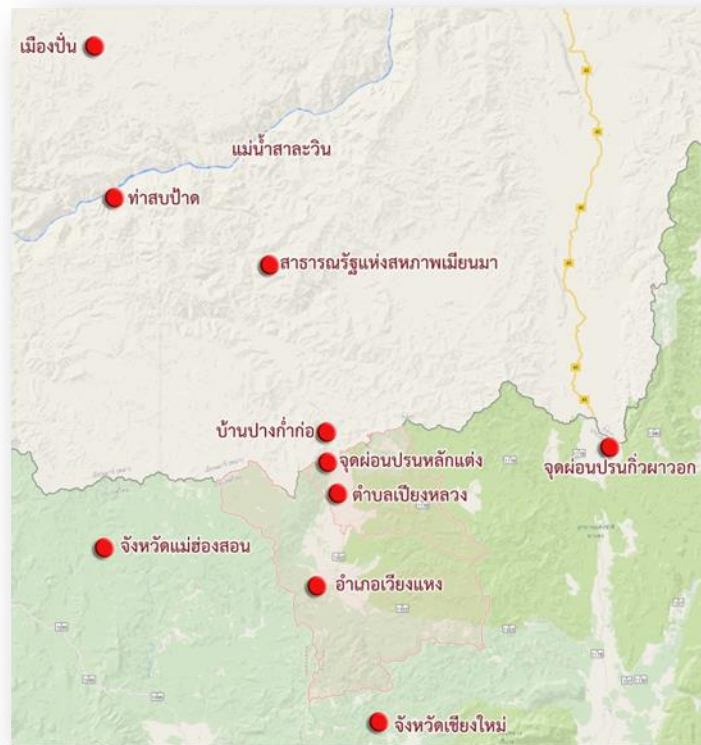 เมืองปั่น
แม่น้ำสาละวิน
ท่าสบป้าด
สาธารณรัฐแห่งสหภาพเมียนมา
บ้านปางก่ำก่อ
จุดผ่อนปรนหลักแต่ง
จุดผ่อนปรนกิ่วผาวอก
ตำบลเปียงหลวง
จังหวัดแม่ฮ่องสอน
อำเภอเวียงแหง
จังหวัดเชียงใหม่